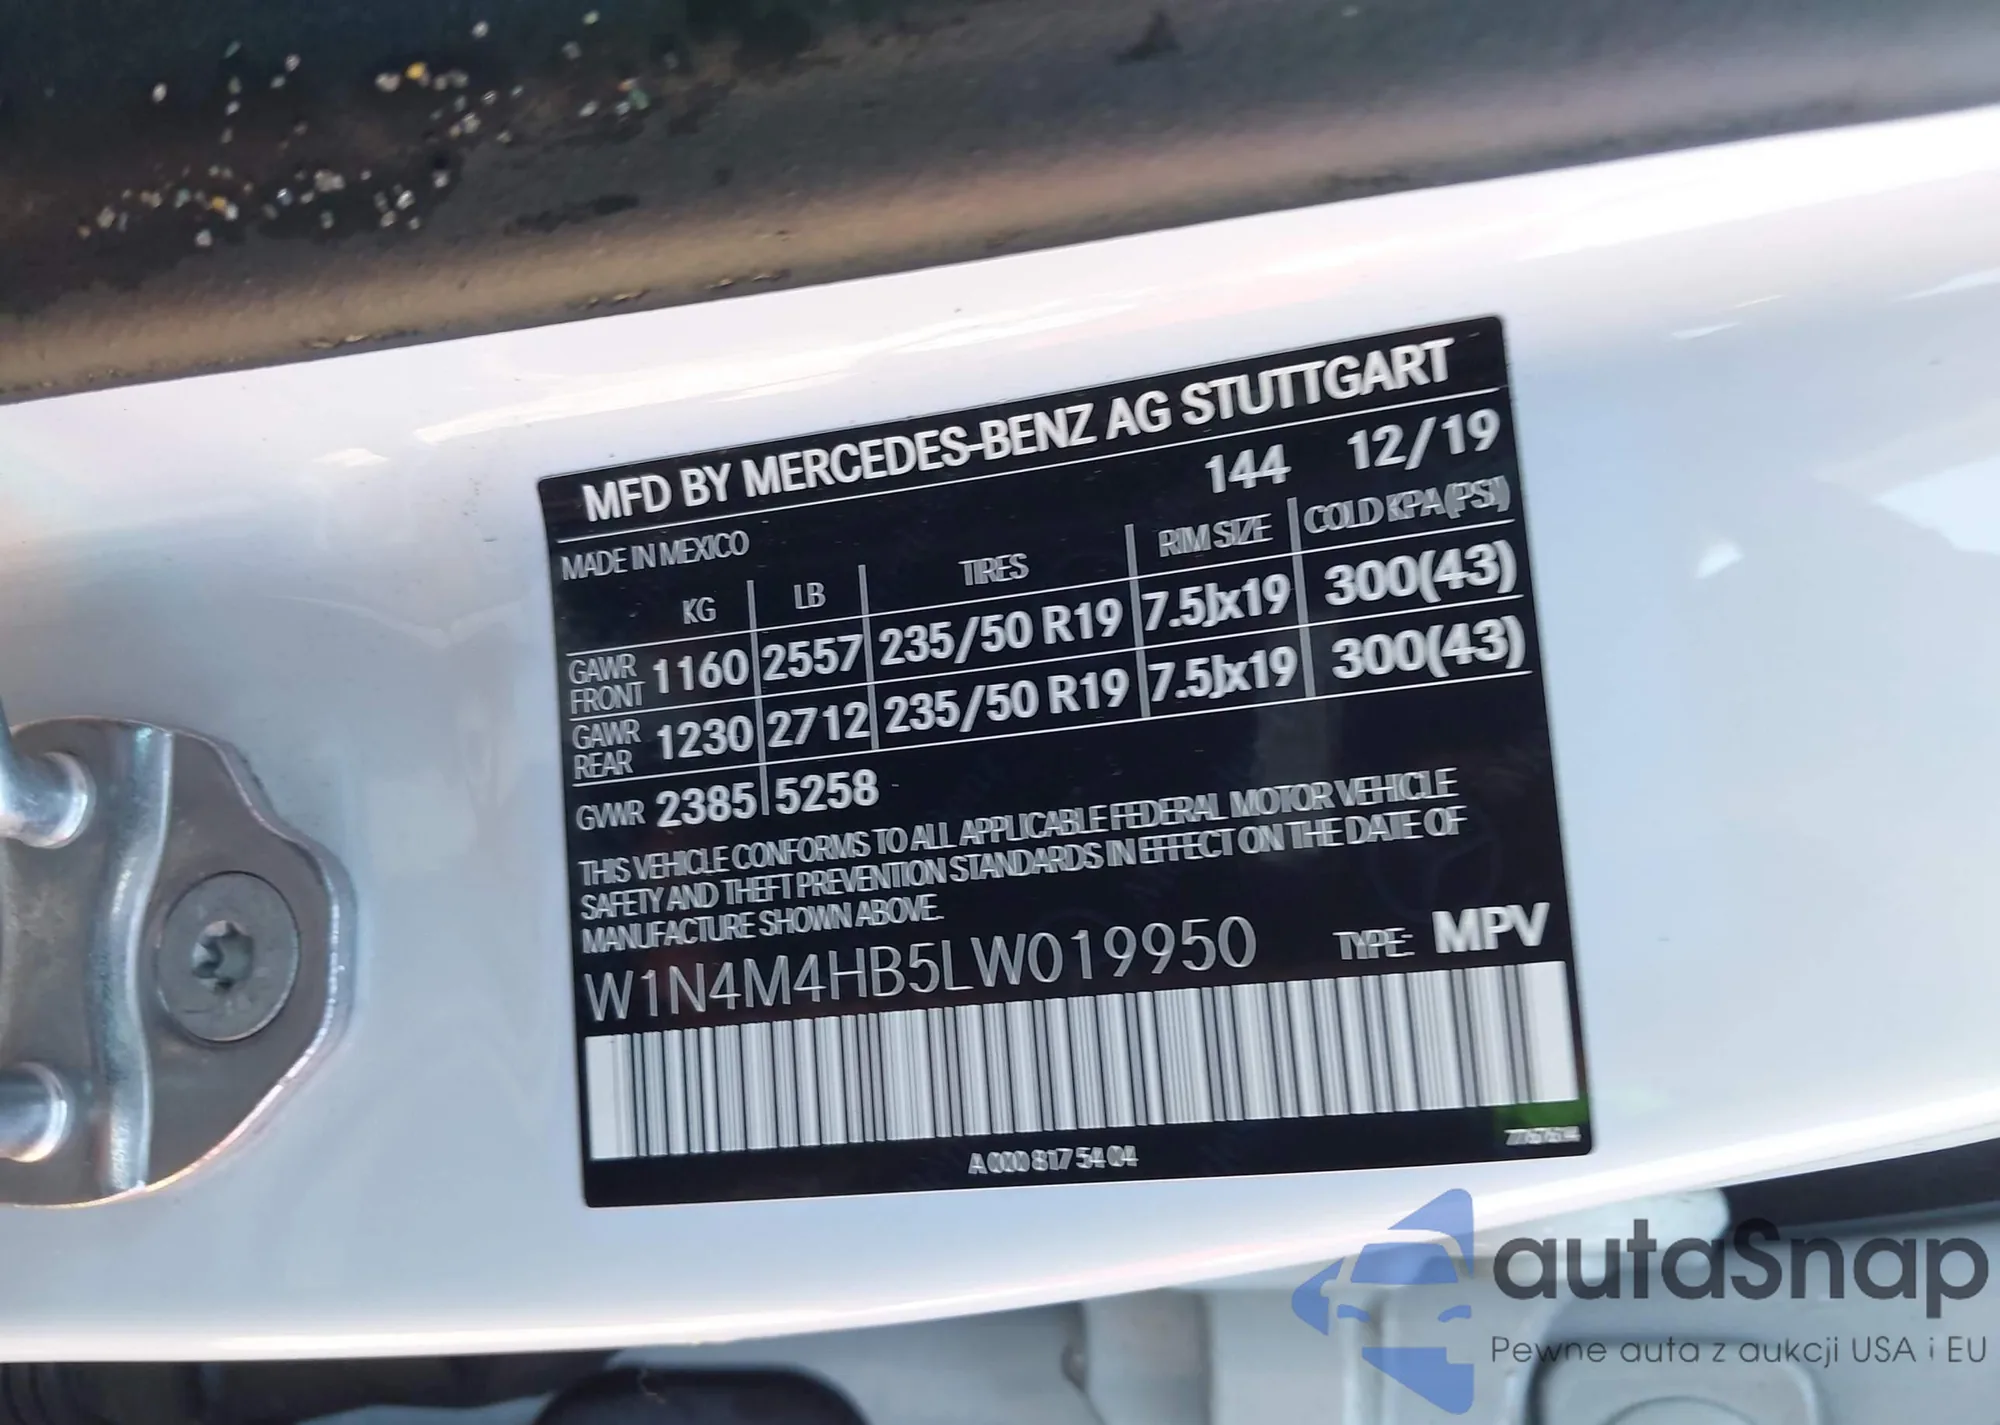 MFD BY MERCEDES-BENZ AG STUTTGART
MADE IN MEXICO 144 12/19
KG LB TIRES RIM SIZE COLD KPA (PSI)
GAWR FRONT 1160 2557 235/50 R19 7.5Jx19 300(43)
GAWR REAR 1230 2712 235/50 R19 7.5Jx19 300(43)
GVWR 2385 5258
THIS VEHICLE CONFORMS TO ALL APPLICABLE FEDERAL MOTOR VEHICLE
SAFETY AND THEFT PREVENTION STANDARDS IN EFFECT ON THE DATE OF
MANUFACTURE SHOWN ABOVE.
W1N4M4HB5LW019950 TYPE: MPV
A 000 817 54 04
autaSnap
Pewne auta z aukcji USA i EU